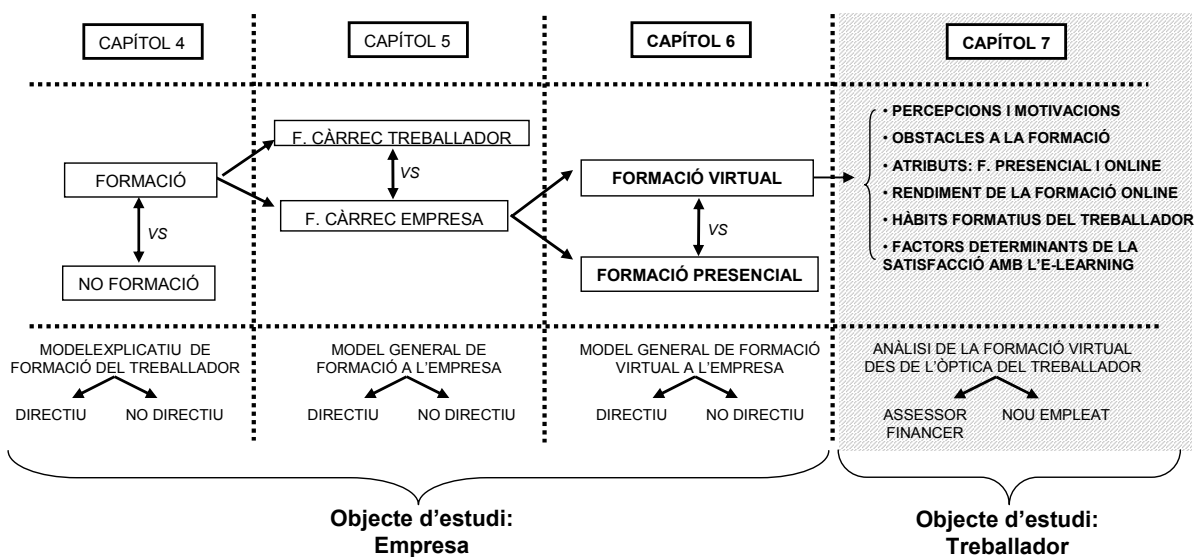 CAPÍTOL 4
CAPÍTOL 5
CAPÍTOL 6
CAPÍTOL 7
FORMACIÓ
VS
NO FORMACIÓ
F. CÀRREC TREBALLADOR
VS
F. CÀRREC EMPRESA
FORMACIÓ VIRTUAL
VS
FORMACIÓ PRESENCIAL
• PERCEPCIONS I MOTIVACIONS
• OBSTACLES A LA FORMACIÓ
• ATRIBUTS: F. PRESENCIAL I ONLINE
• RENDIMENT DE LA FORMACIÓ ONLINE
• HÀBITS FORMATIUS DEL TREBALLADOR
• FACTORS DETERMINANTS DE LA
SATISFACCIÓ AMB L'E-LEARNING
MODELEXPLICATIU DE
FORMACIÓ DEL TREBALLADOR
DIRECTIU
NO DIRECTIU
MODEL GENERAL DE
FORMACIÓ A L'EMPRESA
DIRECTIU
NO DIRECTIU
MODEL GENERAL DE FORMACIÓ
VIRTUAL A L'EMPRESA
DIRECTIU
NO DIRECTIU
ANÀLISI DE LA FORMACIÓ VIRTUAL
DES DE L'ÒPTICA DEL TREBALLADOR
ASSESSOR
FINANCER
NOU EMPLEAT
Objecte d'estudi:
Empresa
Objecte d'estudi:
Treballador